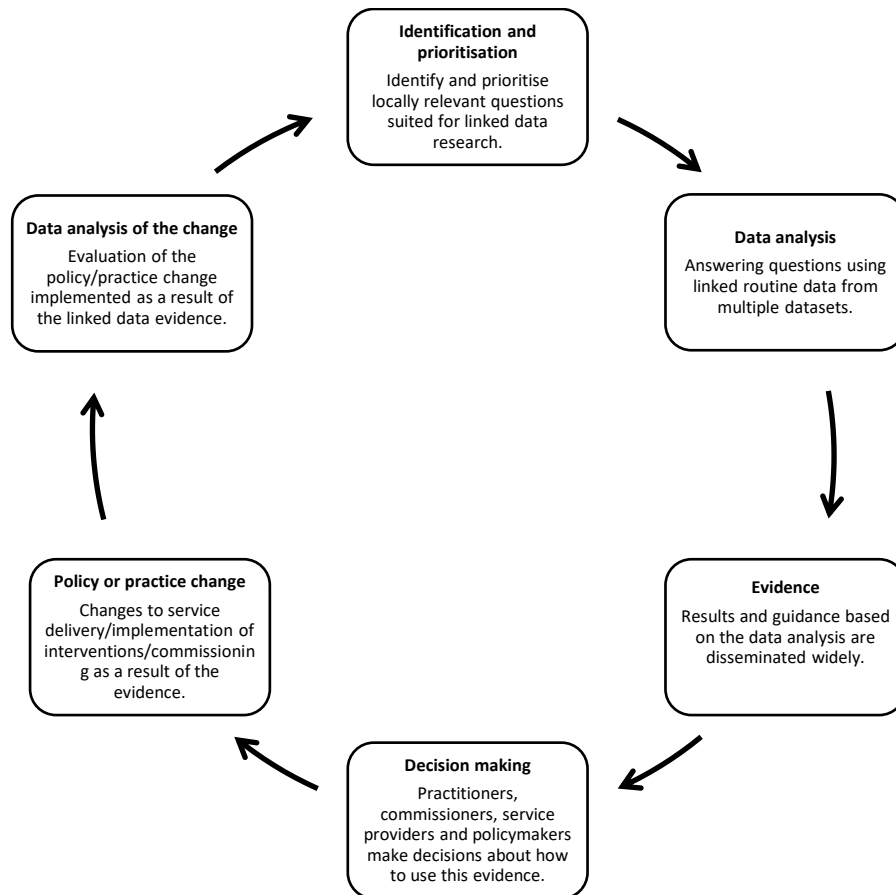 Identification and
prioritisation
Identify and prioritise
locally relevant questions
suited for linked data
research.
Data analysis
Answering questions using
linked routine data from
multiple datasets.
Evidence
Results and guidance based
on the data analysis are
disseminated widely.
Decision making
Practitioners,
commissioners, service
providers and policymakers
make decisions about how
to use this evidence.
Policy or practice change
Changes to service
delivery/implementation of
interventions/commissionin
g as a result of the
evidence.
Data analysis of the change
Evaluation of the
policy/practice change
implemented as a result of
the linked data evidence.